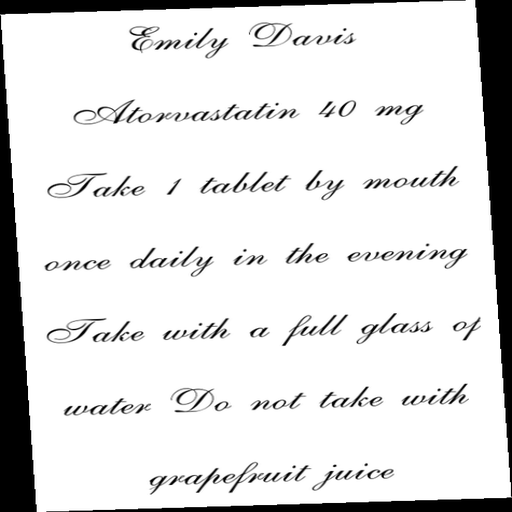 Emily Davis
Atorvastatin 40 mg
Take 1 tablet by mouth
once daily in the evening
Take with a full glass of
water Do not take with
grapefruit juice